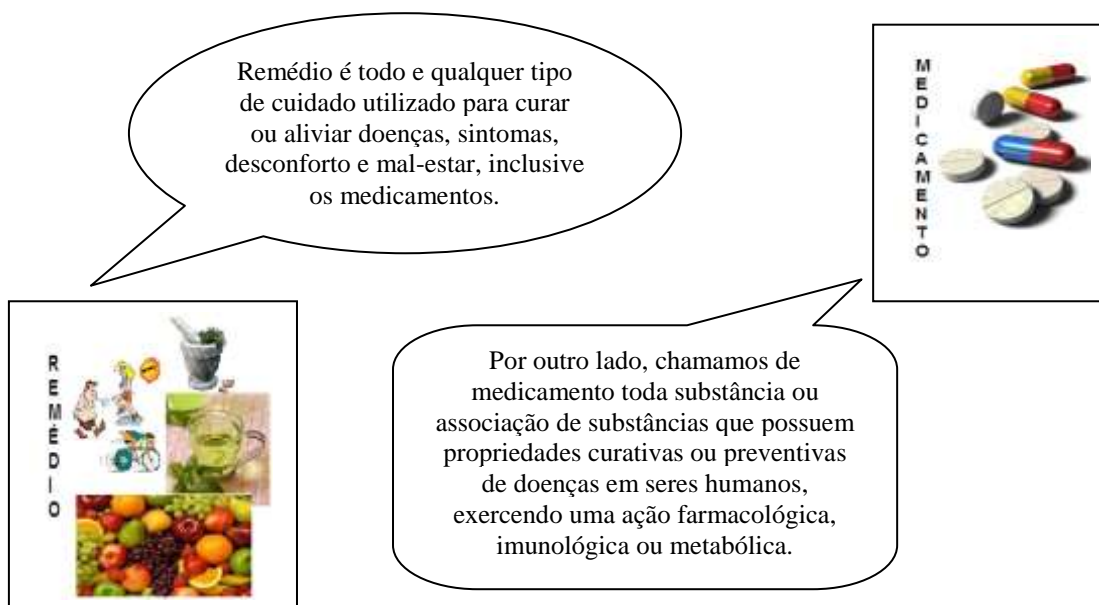 Remédio é todo e qualquer tipo
de cuidado utilizado para curar
ou aliviar doenças, sintomas,
desconforto e mal-estar, inclusive
os medicamentos.
MEDICAMENTO
REMÉDIO
Por outro lado, chamamos de
medicamento toda substância ou
associação de substâncias que possuem
propriedades curativas ou preventivas
de doenças em seres humanos,
exercendo uma ação farmacológica,
imunológica ou metabólica.